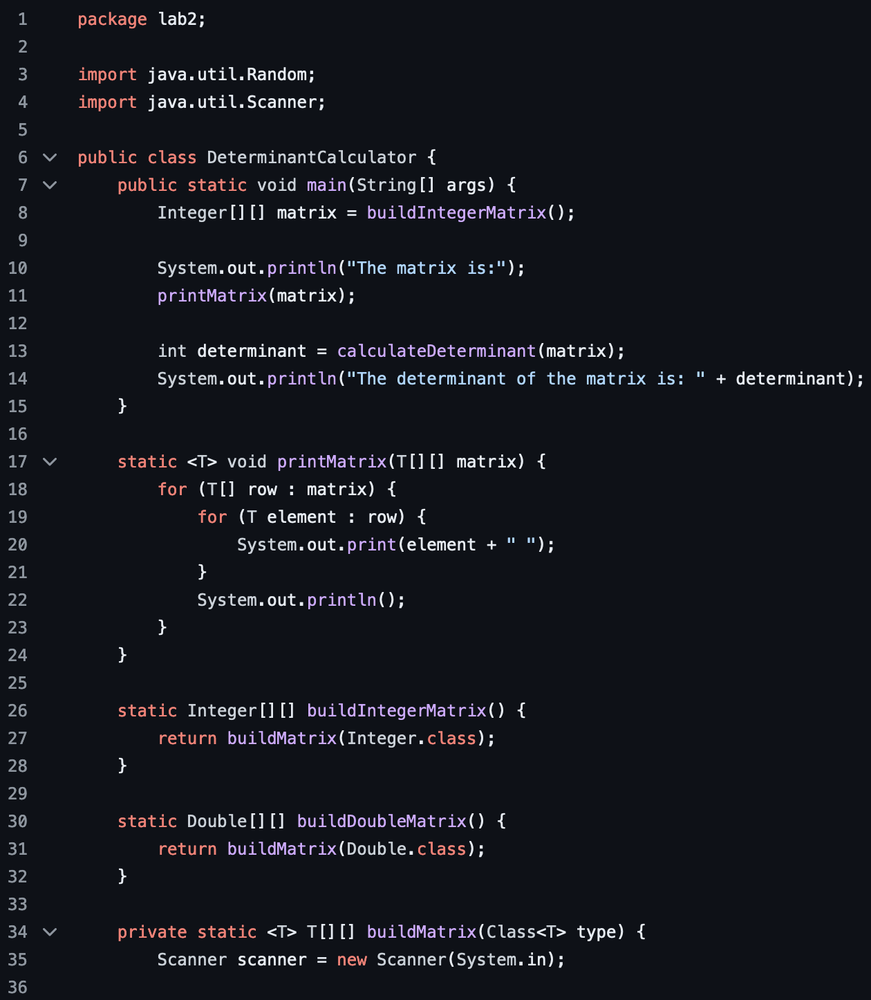 1 package lab2;
2
3 import java.util.Random;
4 import java.util.Scanner;
5
6 public class DeterminantCalculator {
7     public static void main(String[] args) {
8         Integer[][] matrix = buildIntegerMatrix();
9
10         System.out.println("The matrix is:");
11         printMatrix(matrix);
12
13         int determinant = calculateDeterminant(matrix);
14         System.out.println("The determinant of the matrix is: " + determinant);
15     }
16
17     static <T> void printMatrix(T[][] matrix) {
18         for (T[] row : matrix) {
19             for (T element : row) {
20                 System.out.print(element + " ");
21             }
22             System.out.println();
23         }
24     }
25
26     static Integer[][] buildIntegerMatrix() {
27         return buildMatrix(Integer.class);
28     }
29
30     static Double[][] buildDoubleMatrix() {
31         return buildMatrix(Double.class);
32     }
33
34     private static <T> T[][] buildMatrix(Class<T> type) {
35         Scanner scanner = new Scanner(System.in);
36